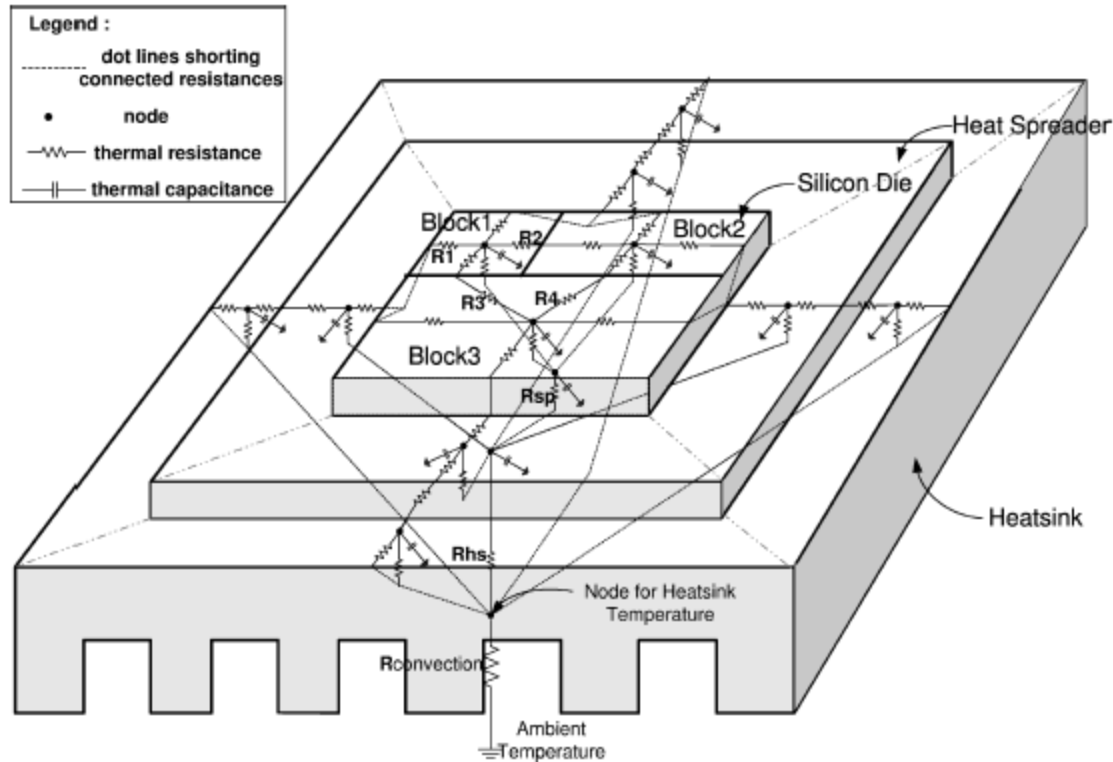 Legend :
dot lines shorting
connected resistances
node
thermal resistance
thermal capacitance
Heat Spreader
Silicon Die
Block1
Block2
R2
R1
R3
R4
Block3
Rsp
Heatsink
Rhs
Node for Heatsink
Temperature
Rconvection
Ambient
Temperature